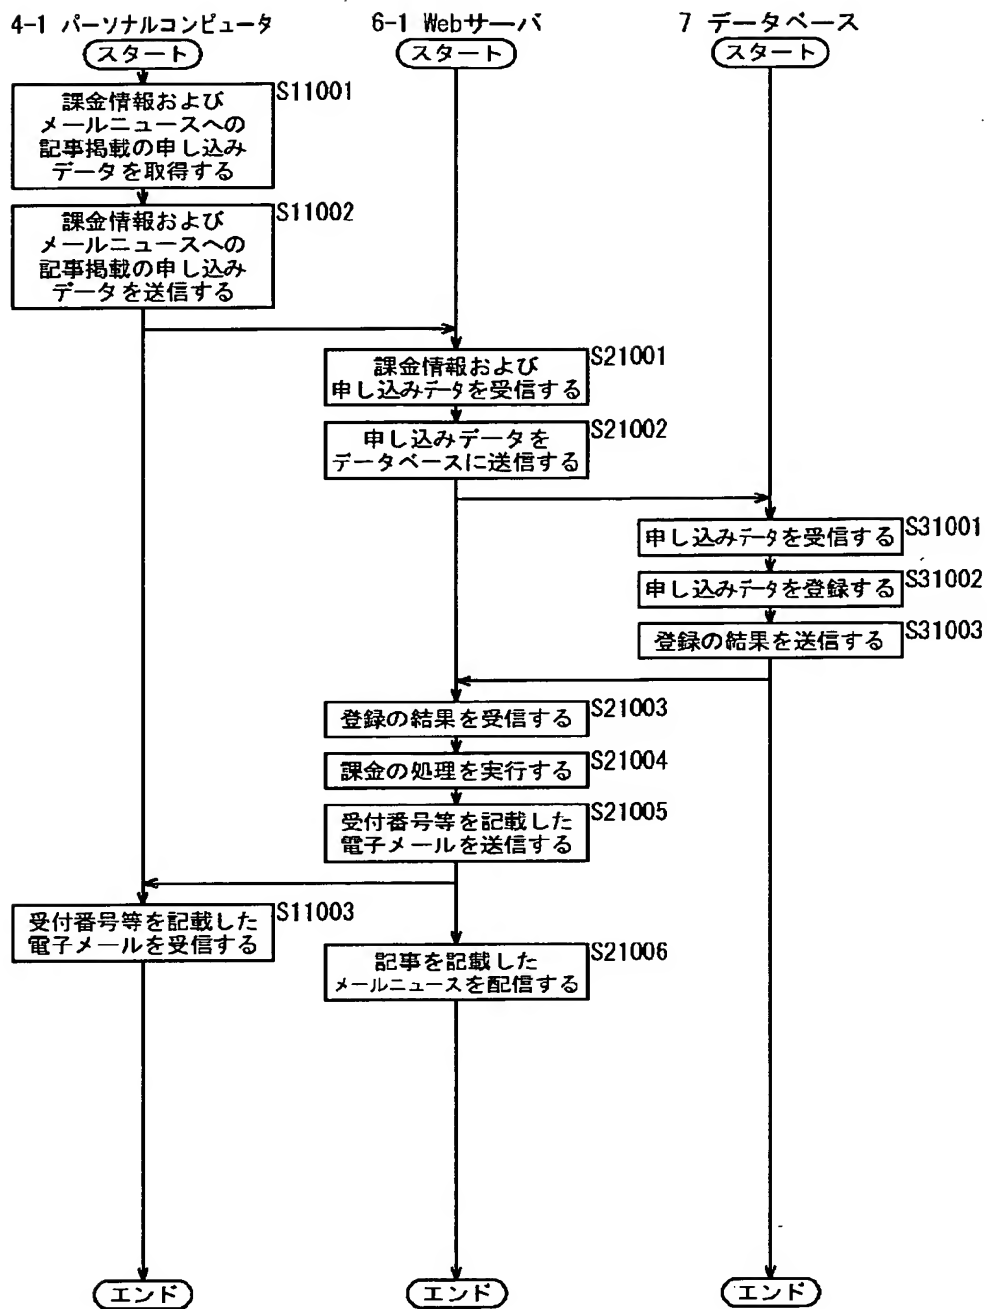 4-1 パーソナルコンピュータ
6-1 Webサーバ
7 データベース
スタート
スタート
スタート
課金情報および
メールニュースへの
記事掲載の申し込み
データを取得する
S11001
課金情報および
メールニュースへの
記事掲載の申し込み
データを送信する
S11002
課金情報および
申し込みデータを受信する
S21001
申し込みデータを
データベースに送信する
S21002
申し込みデータを受信する
S31001
申し込みデータを登録する
S31002
登録の結果を送信する
S31003
登録の結果を受信する
S21003
課金の処理を実行する
S21004
受付番号等を記載した
電子メールを送信する
S21005
受付番号等を記載した
電子メールを受信する
S11003
記事を記載した
メールニュースを配信する
S21006
エンド
エンド
エンド